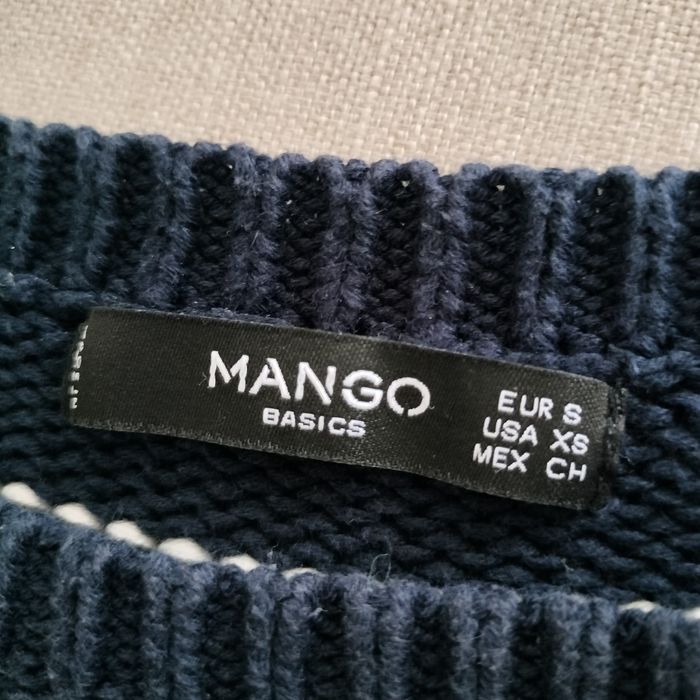 MANGO
BASICS
EUR S
USA XS
MEX CH